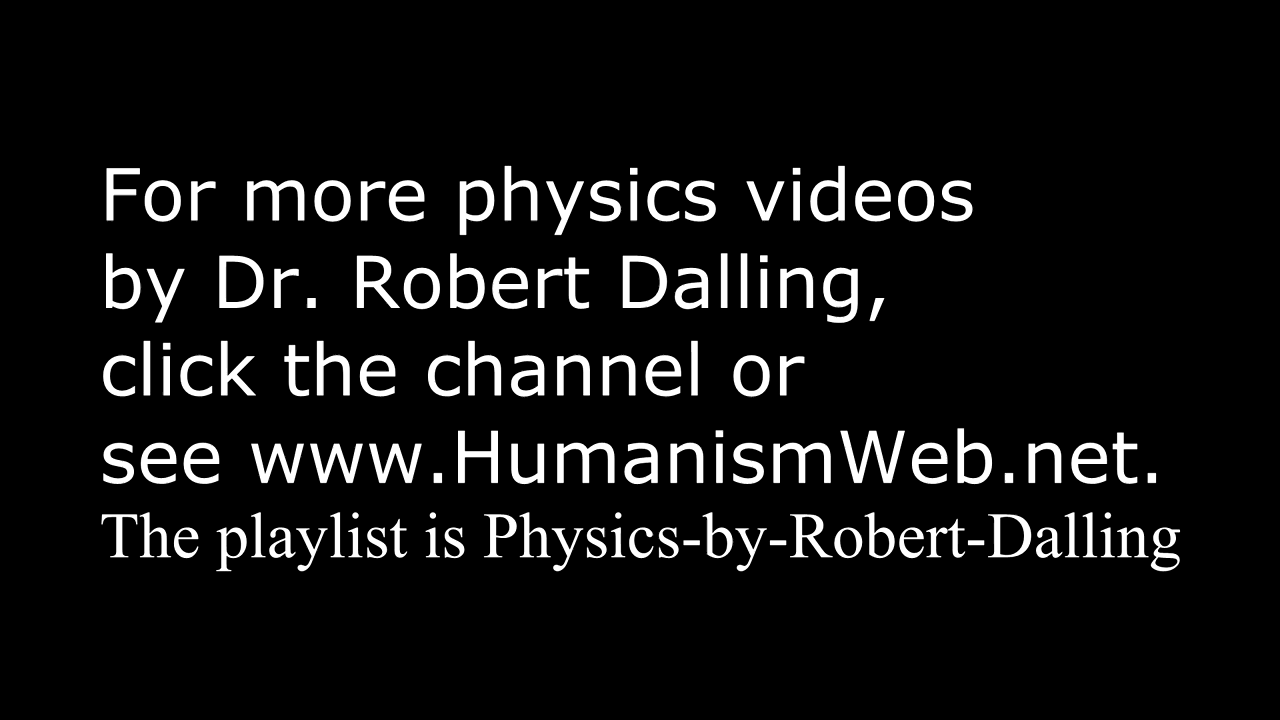 For more physics videos
by Dr. Robert Dalling,
click the channel or
see www.HumanismWeb.net.
The playlist is Physics-by-Robert-Dalling